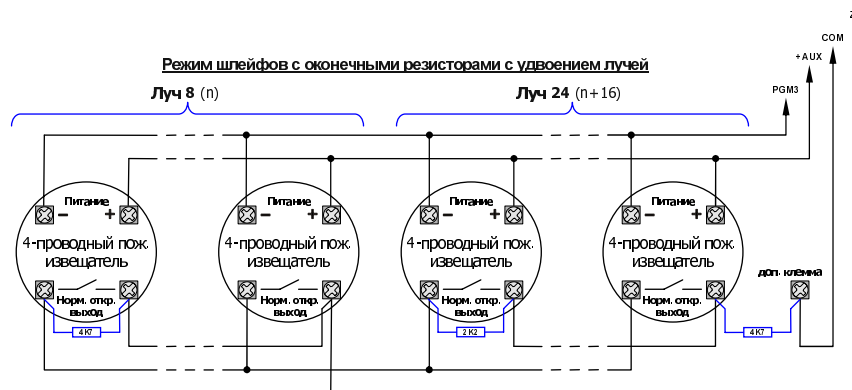 2
COM
+AUX
Режим шлейфов с оконечными резисторами с удвоением лучей
PGM3
Луч 8 (n)
Луч 24 (n+16)
Питание
Питание
Питание
Питание
– +
– +
– +
– +
4-проводный пож. извещатель
4-проводный пож. извещатель
4-проводный пож. извещатель
4-проводный пож. извещатель
доп. клемма
Норм. откр. выход
Норм. откр. выход
Норм. откр. выход
Норм. откр. выход
4K7
2K2
4K7